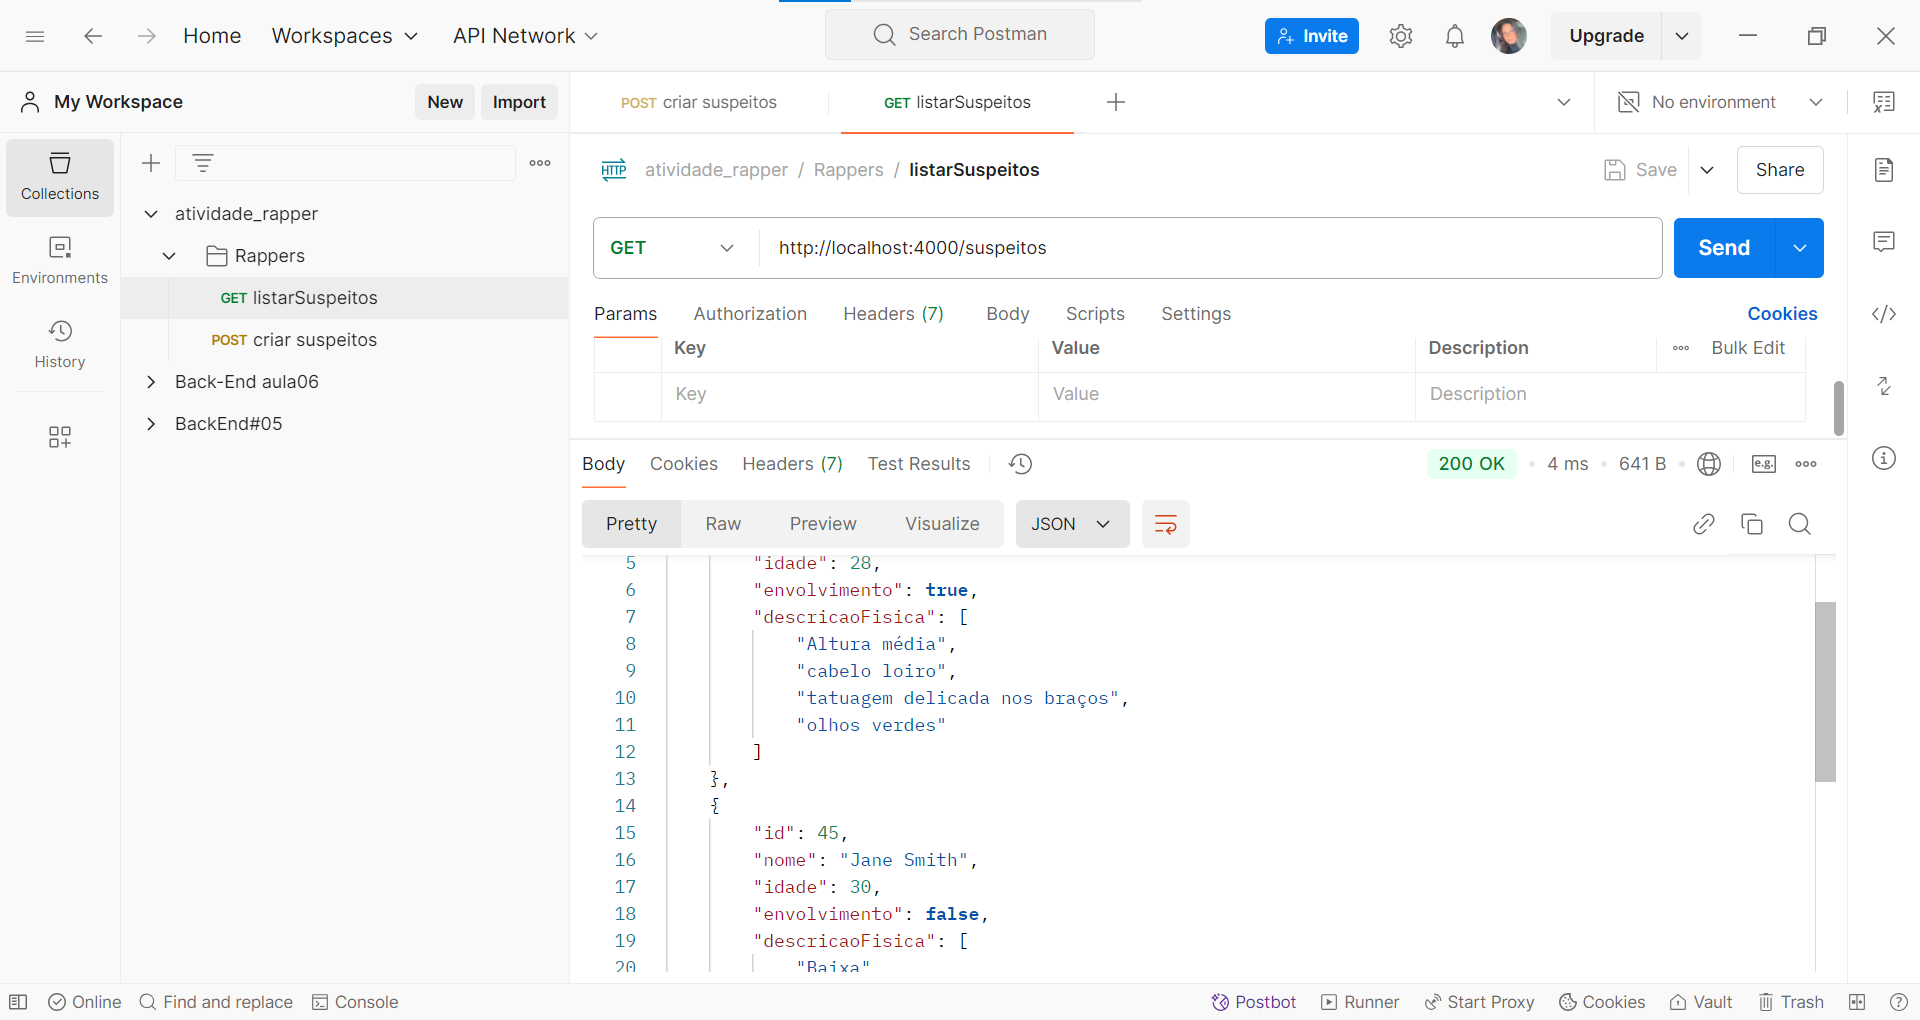 Home
Workspaces
API Network
Search Postman
Invite
Upgrade
My Workspace
New
Import
POST criar suspeitos
GET listarSuspeitos
No environment
Collections
Environments
History
atividade_rapper
Rappers
GET listarSuspeitos
POST criar suspeitos
Back-End aula06
BackEnd#05
HTTP
atividade_rapper / Rappers / listarSuspeitos
Save
Share
GET
http://localhost:4000/suspeitos
Send
Params
Authorization
Headers (7)
Body
Scripts
Settings
Cookies
Key
Value
Description
Bulk Edit
Key
Value
Description
Body
Cookies
Headers (7)
Test Results
200 OK
4 ms
641 B
e.g.
Pretty
Raw
Preview
Visualize
JSON
5 "idade": 28,
6 "envolvimento": true,
7 "descricaoFisica": [
8 "Altura média",
9 "cabelo loiro",
10 "tatuagem delicada nos braços",
11 "olhos verdes"
12 ]
13 },
14 {
15 "id": 45,
16 "nome": "Jane Smith",
17 "idade": 30,
18 "envolvimento": false,
19 "descricaoFisica": [
20 "Baixa"
Online
Find and replace
Console
Postbot
Runner
Start Proxy
Cookies
Vault
Trash